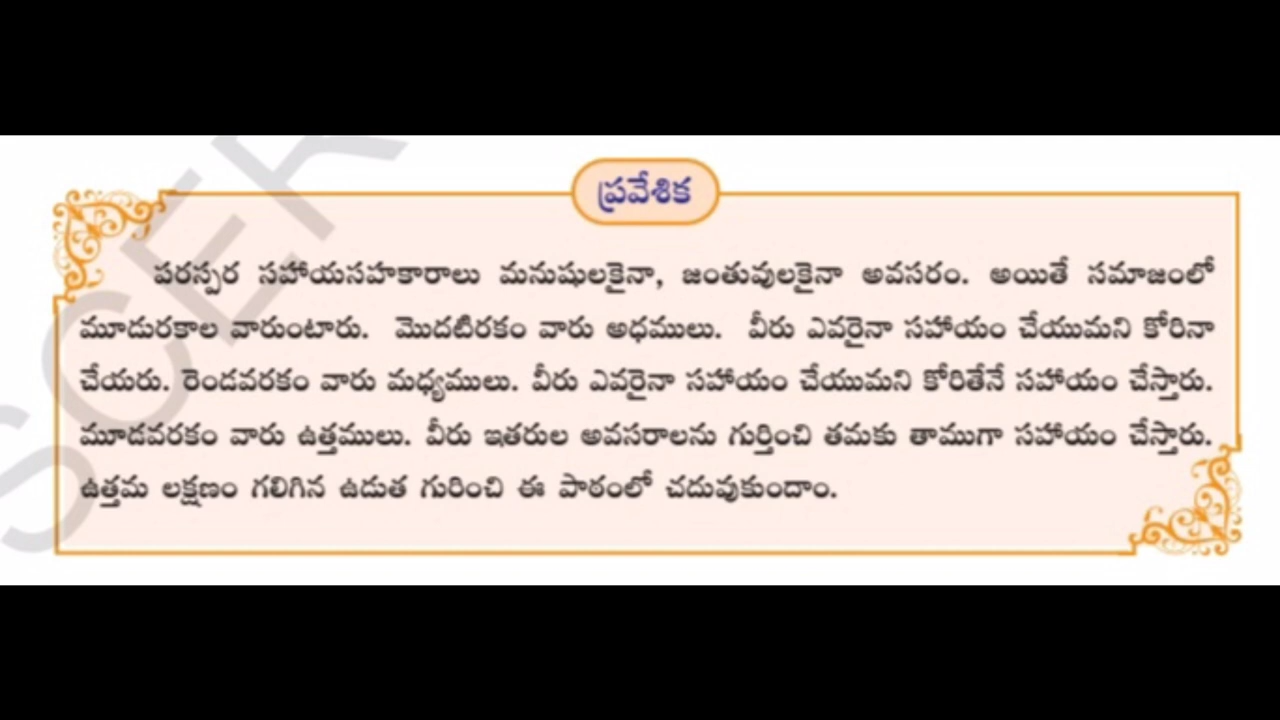 ప్రవేశిక
పరస్పర సహాయసహకారాలు మనుషులకైనా, జంతువులకైనా అవసరం. అయితే సమాజంలో
మూడురకాల వారుంటారు. మొదటిరకం వారు అధములు. వీరు ఎవరైనా సహాయం చేయుమని కోరినా
చేయరు. రెండవరకం వారు మధ్యములు. వీరు ఎవరైనా సహాయం చేయుమని కోరితేనే సహాయం చేస్తారు.
మూడవరకం వారు ఉత్తములు. వీరు ఇతరుల అవసరాలను గుర్తించి తమకు తాముగా సహాయం చేస్తారు.
ఉత్తమ లక్షణం గలిగిన ఉడుత గురించి ఈ పాఠంలో చదువుకుందాం.